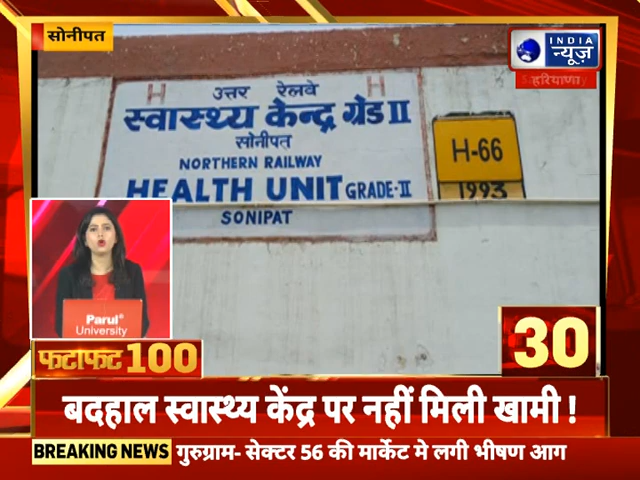 सोनीपत
INDIA
न्यूज़
हरियाणा
H H
उत्तर रेलवे
स्वास्थ्य केन्द्र ग्रेड II
सोनीपत
NORTHERN RAILWAY
HEALTH UNIT GRADE-II
SONIPAT
H-66
1993
Parul®
University
फटाफट 100
30
बदहाल स्वास्थ्य केंद्र पर नहीं मिली खामी !
BREAKING NEWS गुरुग्राम- सेक्टर 56 की मार्केट मे लगी भीषण आग